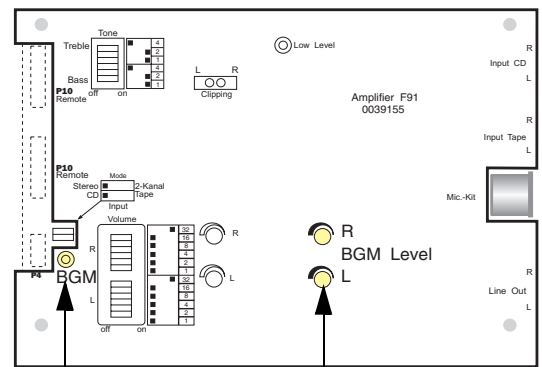 Tone
Treble
4
2
1
4
Bass
2
1
off on
P10
Remote
L R
Clipping
Low Level
Amplifier F91
0039155
R
Input CD
L
R
Input Tape
L
Mic.-Kit
P10
Remote
Mode
Stereo 2-Kanal
CD Tape
Input
Volume
R
32
16
8
4
2
1
L
32
16
8
4
2
1
off on
R
L
P4
BGM
R
BGM Level
L
R
Line Out
L